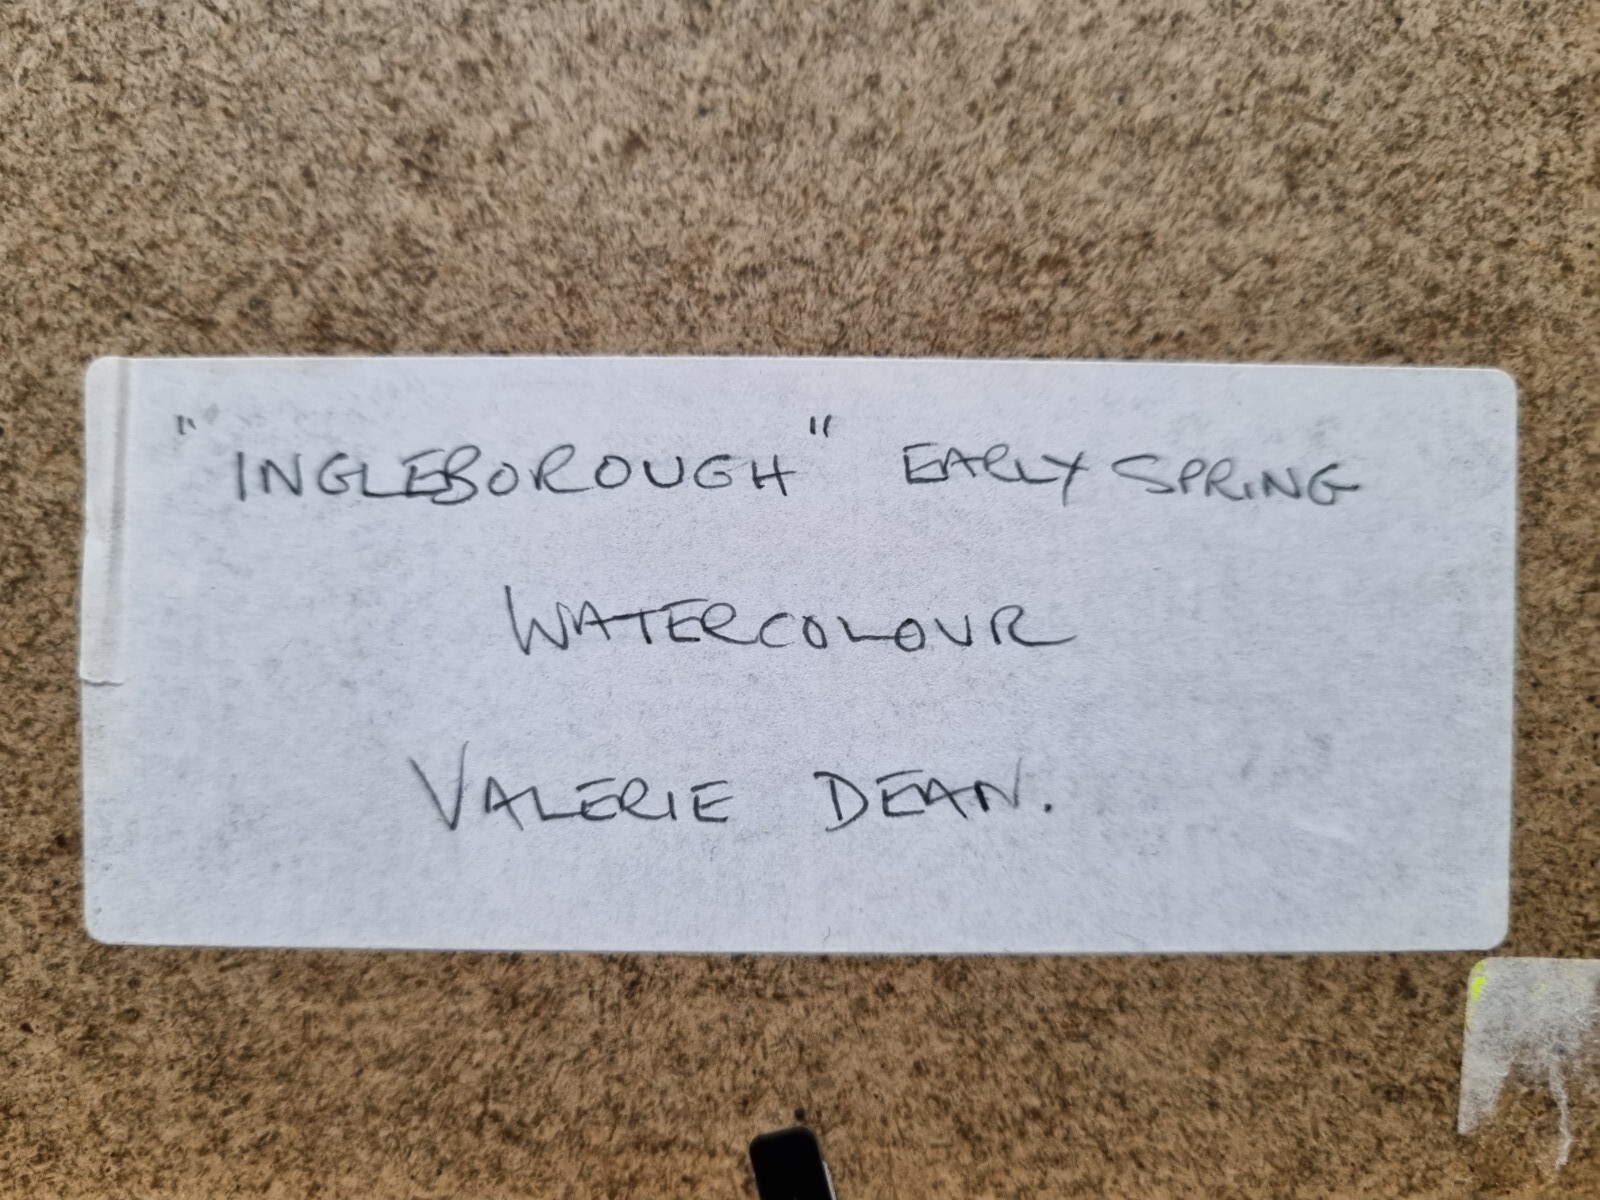 "INGLEBOROUGH" EARLY SPRING
WATERCOLOUR
VALERIE DEAN.